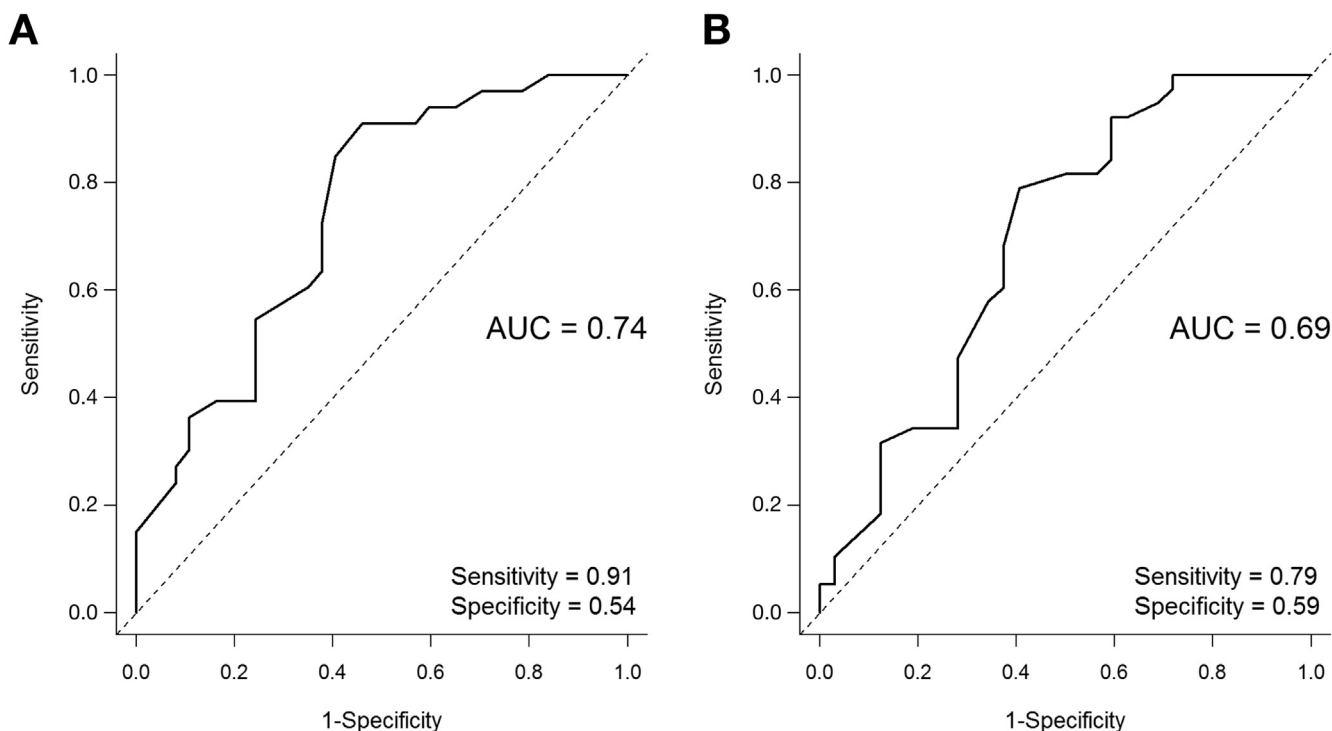 A
1.0
0.8
0.6
0.4
0.2
0.0
Sensitivity
AUC = 0.74
Sensitivity = 0.91
Specificity = 0.54
0.0 0.2 0.4 0.6 0.8 1.0
1-Specificity
B
1.0
0.8
0.6
0.4
0.2
0.0
Sensitivity
AUC = 0.69
Sensitivity = 0.79
Specificity = 0.59
0.0 0.2 0.4 0.6 0.8 1.0
1-Specificity